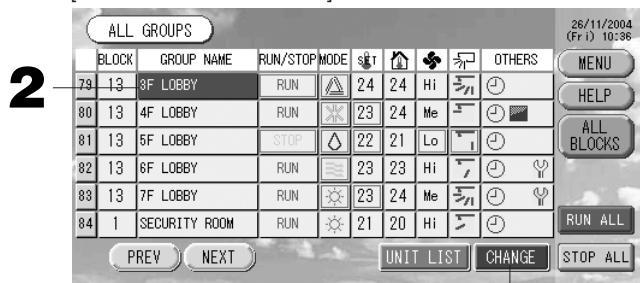 ALL GROUPS
26/11/2004
(Fri) 10:36
BLOCK GROUP NAME RUN/STOP MODE S T OTHERS
MENU
79 13 3F LOBBY RUN 24 24 Hi
2
HELP
80 13 4F LOBBY RUN 23 24 Me
ALL
BLOCKS
81 13 5F LOBBY STOP 22 21 Lo
82 13 6F LOBBY RUN 23 23 Hi
83 13 7F LOBBY RUN 23 24 Me
84 1 SECURITY ROOM RUN 21 20 Hi
RUN ALL
PREV NEXT UNIT LIST CHANGE STOP ALL